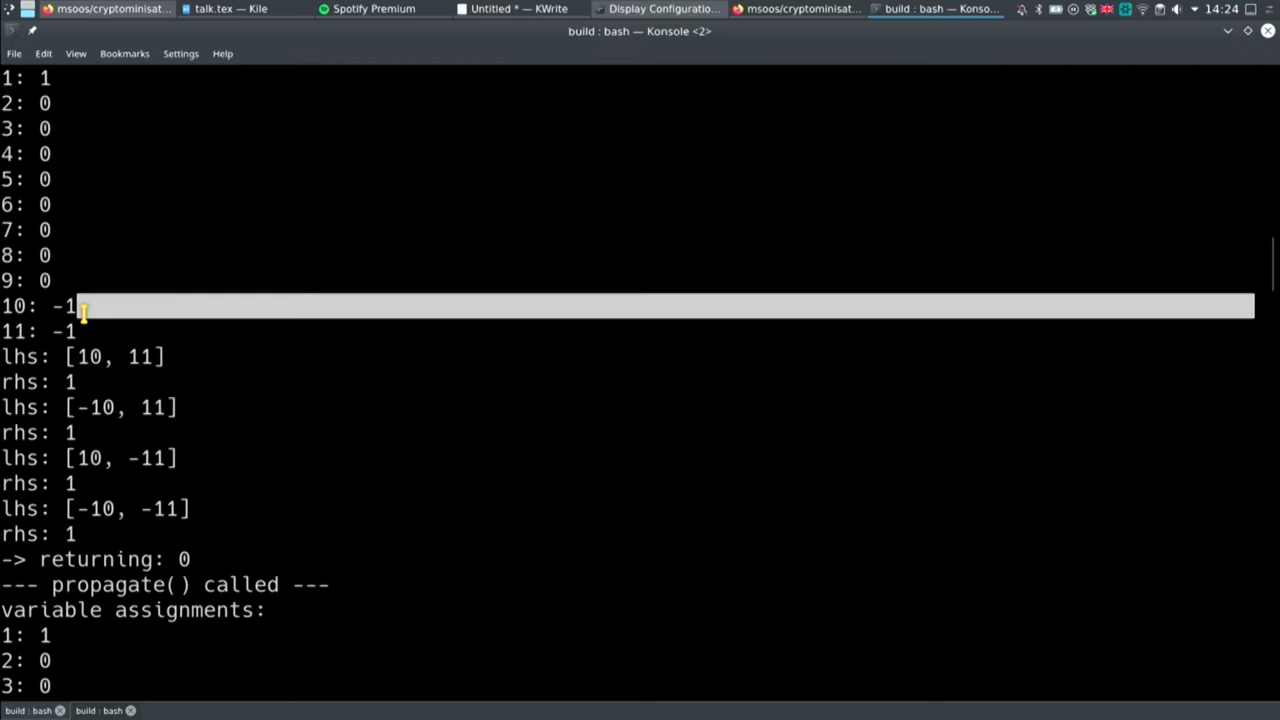 msoos/cryptominisat... talk.tex — Kile Spotify Premium Untitled * — KWrite Display Configuratio... msoos/cryptominisat... build : bash — Konso... 14:24
build : bash — Konsole <2>
File Edit View Bookmarks Settings Help
1: 1
2: 0
3: 0
4: 0
5: 0
6: 0
7: 0
8: 0
9: 0
10: -1
11: -1
lhs: [10, 11]
rhs: 1
lhs: [-10, 11]
rhs: 1
lhs: [10, -11]
rhs: 1
lhs: [-10, -11]
rhs: 1
-> returning: 0
--- propagate() called ---
variable assignments:
1: 1
2: 0
3: 0
build : bash build : bash